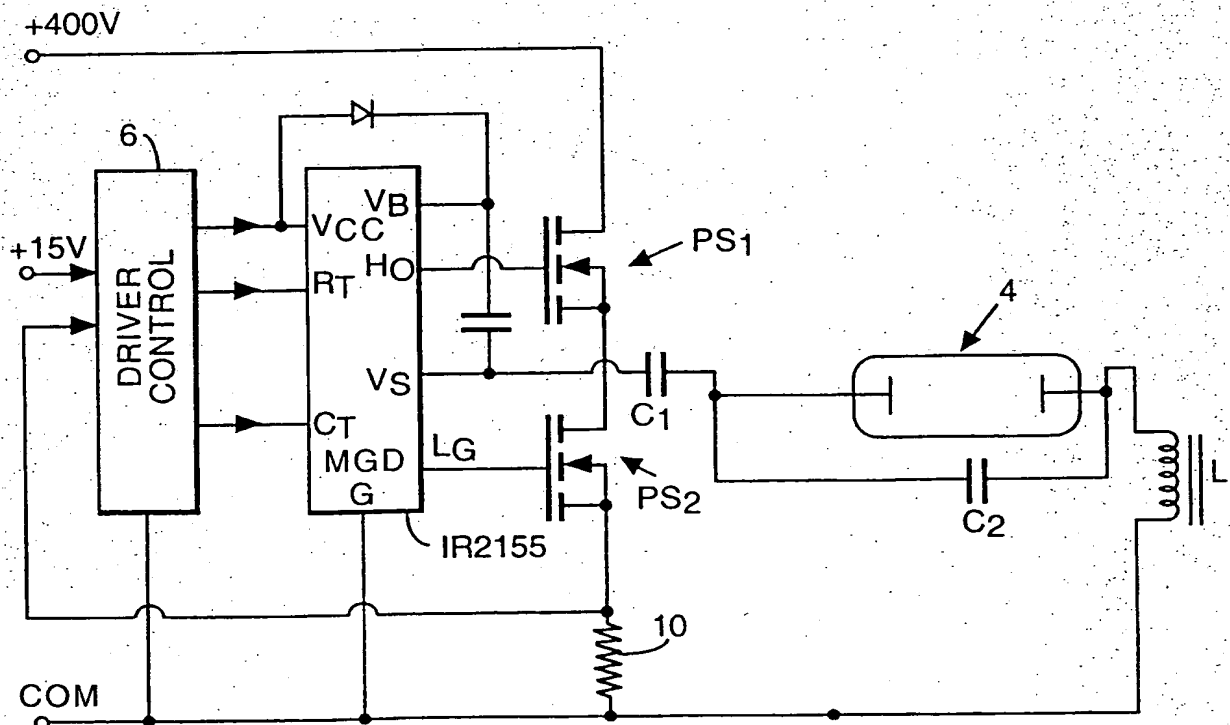 +400V
6
+15V
DRIVER
CONTROL
VCC
RT
CT
VB
HO
VS
LG
MGD
G
IR2155
PS1
PS2
C1
4
C2
L
10
COM